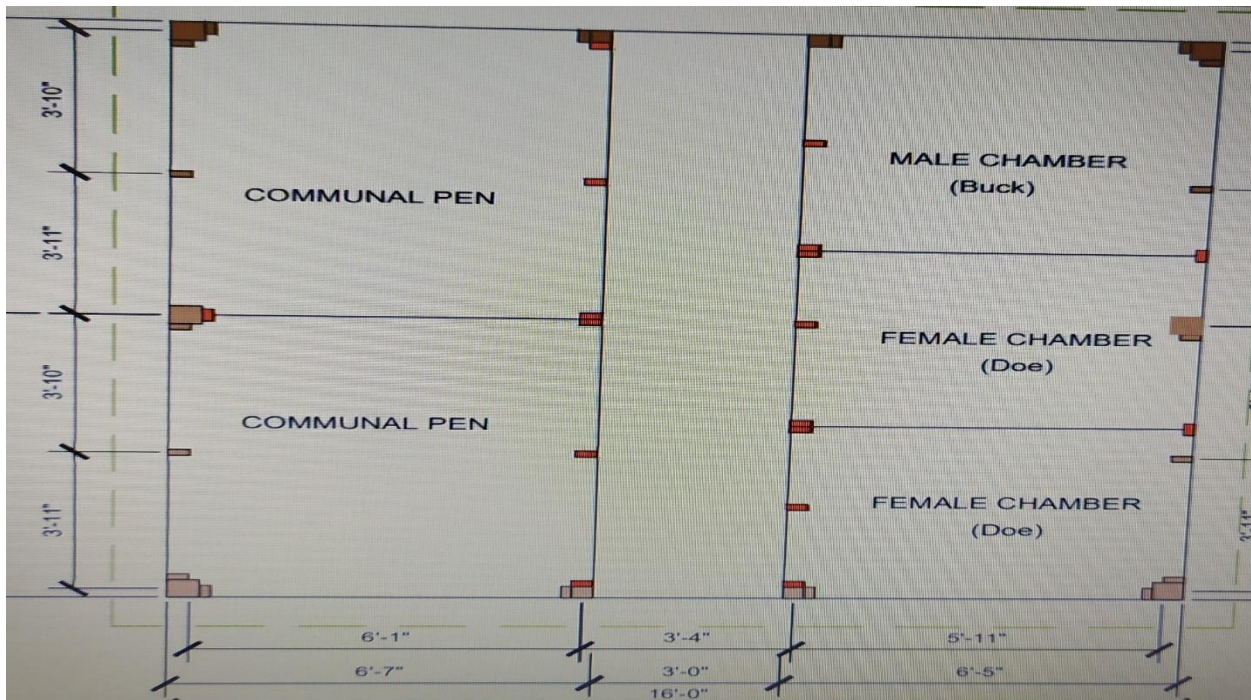 3'-10"
3'-11"
3'-10"
3'-11"
COMMUNAL PEN
COMMUNAL PEN
MALE CHAMBER
(Buck)
FEMALE CHAMBER
(Doe)
FEMALE CHAMBER
(Doe)
6'-1"
3'-4"
5'-11"
6'-7"
3'-0"
6'-5"
16'-0"